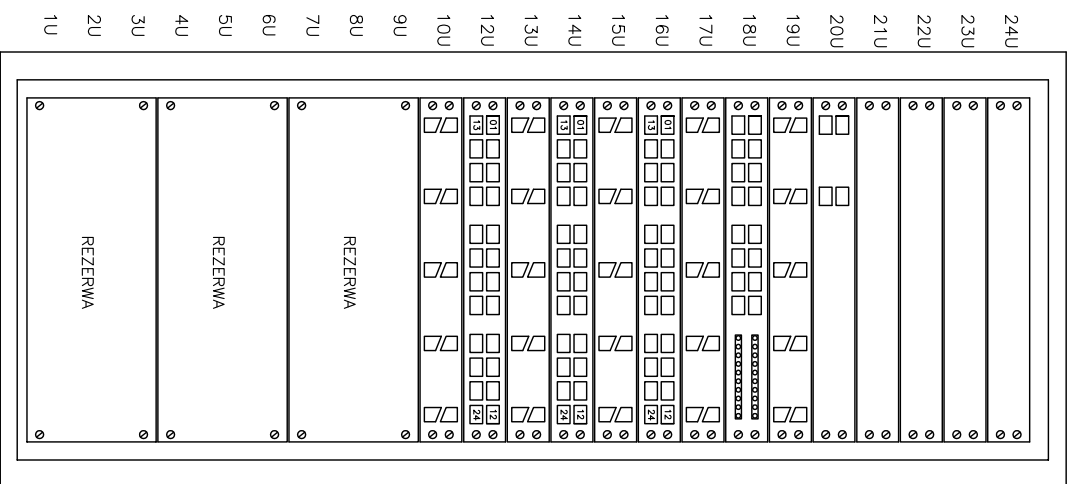 24U
23U
22U
21U
20U
19U
18U
17U
16U
01 12
13 24
15U
14U
01 12
13 24
13U
12U
01 12
13 24
10U
9U
8U
REZERWA
7U
6U
5U
REZERWA
4U
3U
2U
REZERWA
1U